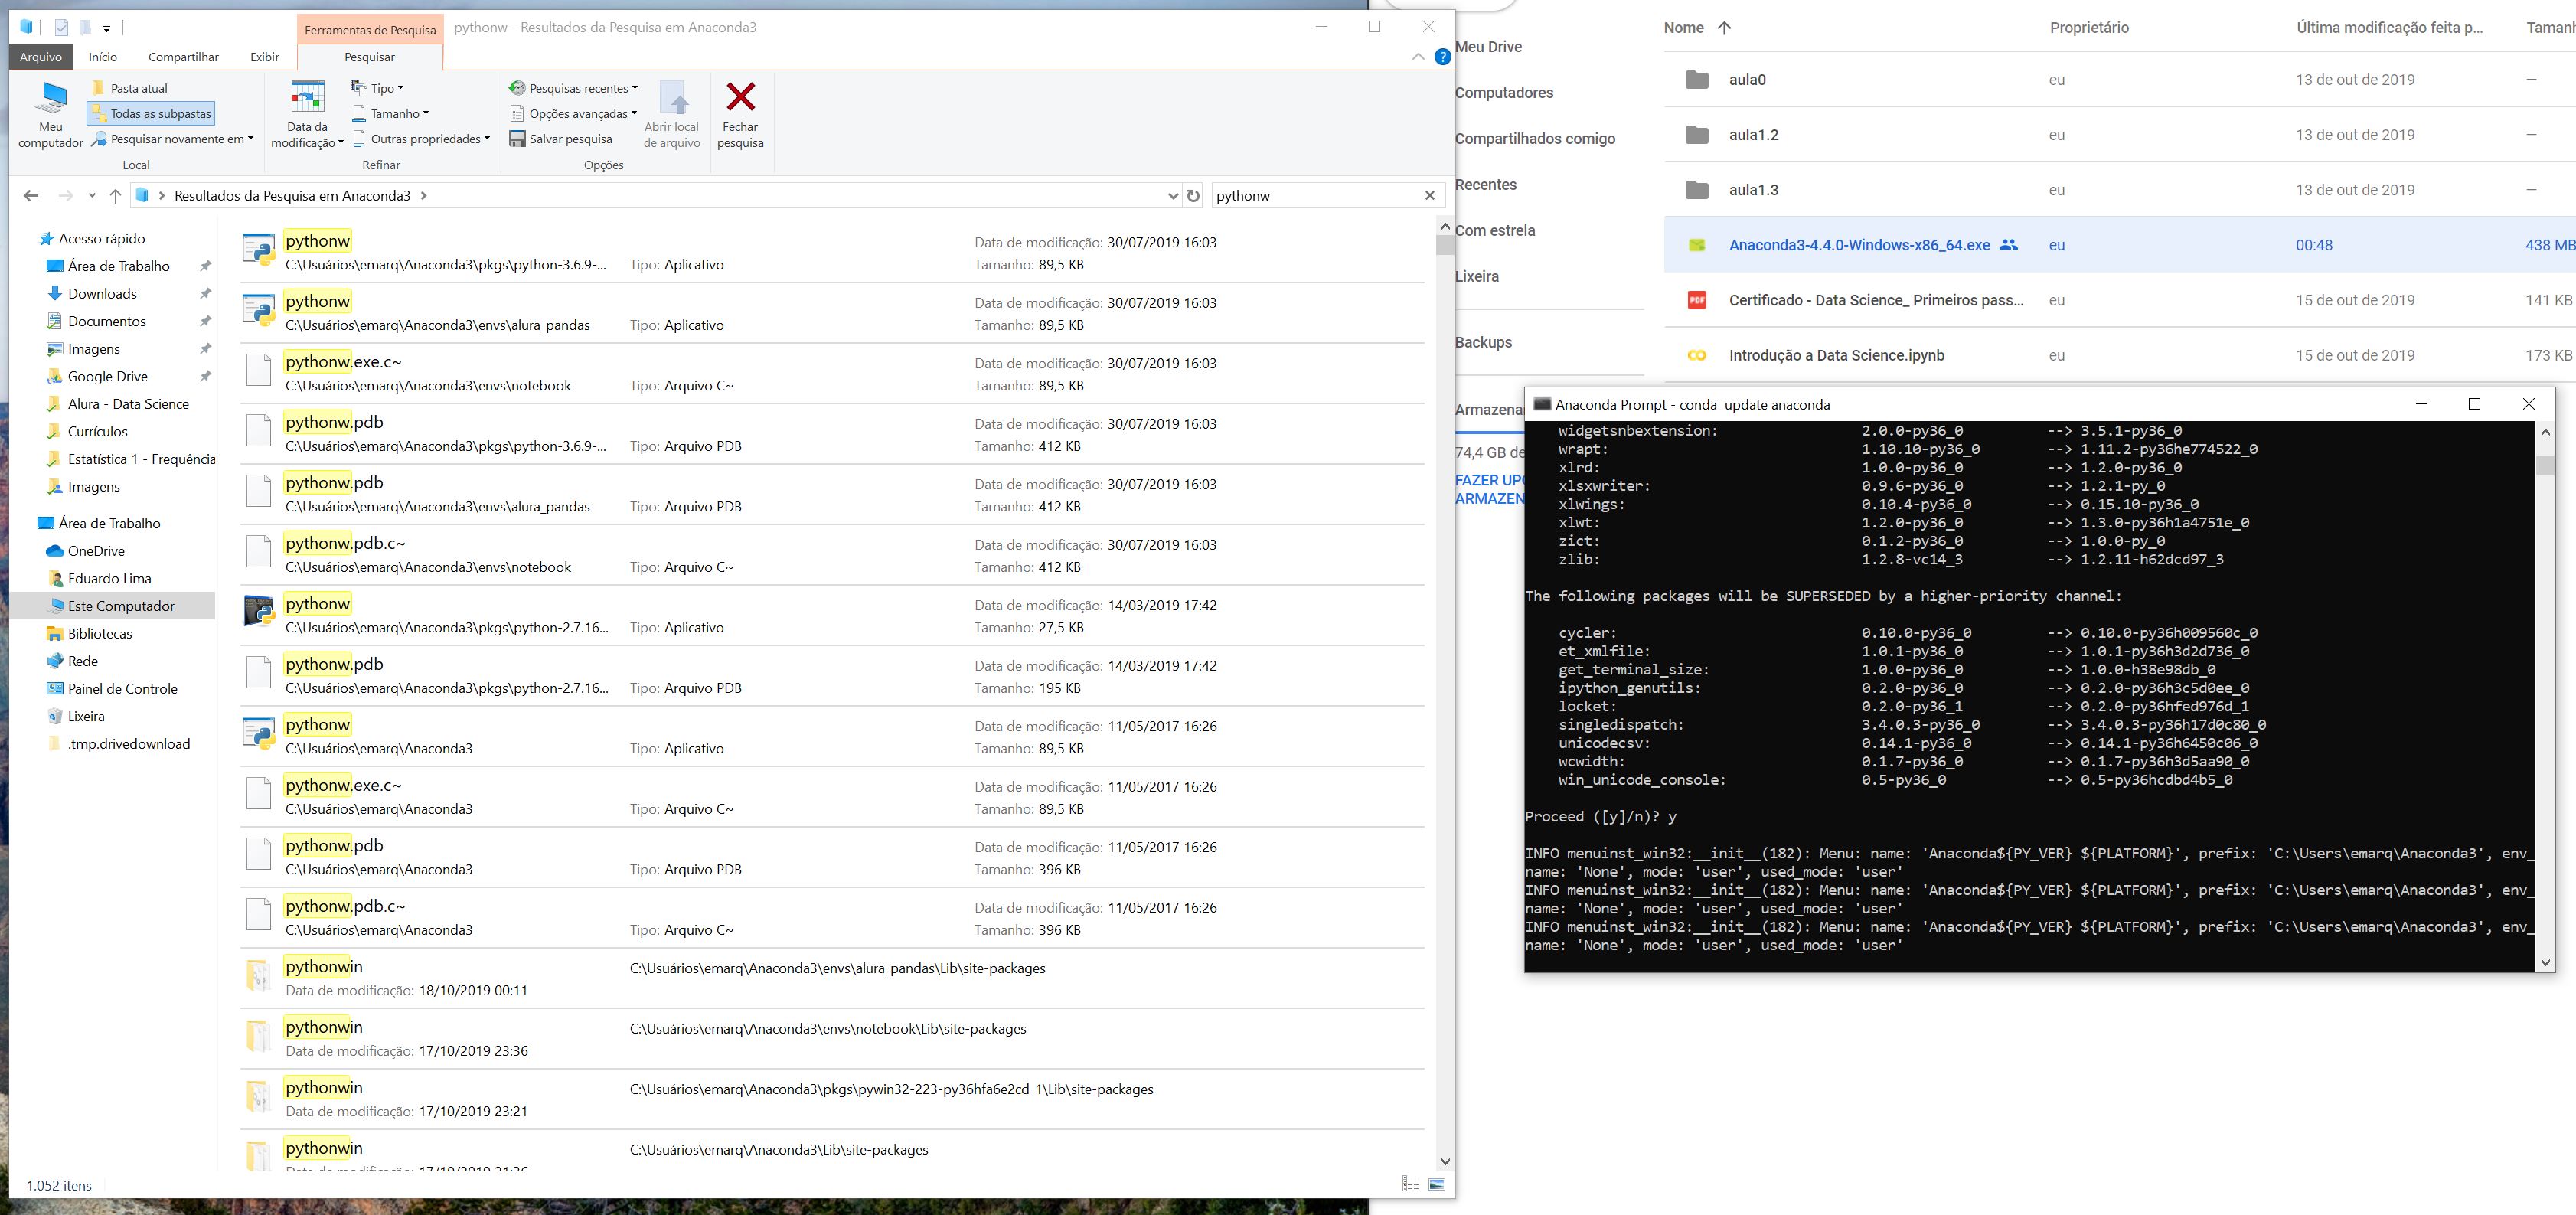 Ferramentas de Pesquisa
pythonw - Resultados da Pesquisa em Anaconda3
Arquivo
Início
Compartilhar
Exibir
Pesquisar
Meu computador
Pasta atual
Todas as subpastas
Pesquisar novamente em
Local
Data da modificação
Tipo
Tamanho
Outras propriedades
Refinar
Pesquisas recentes
Opções avançadas
Salvar pesquisa
Opções
Abrir local de arquivo
Fechar pesquisa
Resultados da Pesquisa em Anaconda3
pythonw
Acesso rápido
Área de Trabalho
Downloads
Documentos
Imagens
Google Drive
Alura - Data Science
Currículos
Estatística 1 - Frequência
Imagens
Área de Trabalho
OneDrive
Eduardo Lima
Este Computador
Bibliotecas
Rede
Painel de Controle
Lixeira
.tmp.drivedownload
pythonw
Data de modificação: 30/07/2019 16:03
C:\Usuários\emarq\Anaconda3\pkgs\python-3.6.9-... Tipo: Aplicativo Tamanho: 89,5 KB
pythonw
Data de modificação: 30/07/2019 16:03
C:\Usuários\emarq\Anaconda3\envs\alura_pandas Tipo: Aplicativo Tamanho: 89,5 KB
pythonw.exe.c~
Data de modificação: 30/07/2019 16:03
C:\Usuários\emarq\Anaconda3\envs\notebook Tipo: Arquivo C~ Tamanho: 89,5 KB
pythonw.pdb
Data de modificação: 30/07/2019 16:03
C:\Usuários\emarq\Anaconda3\pkgs\python-3.6.9-... Tipo: Arquivo PDB Tamanho: 412 KB
pythonw.pdb
Data de modificação: 30/07/2019 16:03
C:\Usuários\emarq\Anaconda3\envs\alura_pandas Tipo: Arquivo PDB Tamanho: 412 KB
pythonw.pdb.c~
Data de modificação: 30/07/2019 16:03
C:\Usuários\emarq\Anaconda3\envs\notebook Tipo: Arquivo C~ Tamanho: 412 KB
pythonw
Data de modificação: 14/03/2019 17:42
C:\Usuários\emarq\Anaconda3\pkgs\python-2.7.16... Tipo: Aplicativo Tamanho: 27,5 KB
pythonw.pdb
Data de modificação: 14/03/2019 17:42
C:\Usuários\emarq\Anaconda3\pkgs\python-2.7.16... Tipo: Arquivo PDB Tamanho: 195 KB
pythonw
Data de modificação: 11/05/2017 16:26
C:\Usuários\emarq\Anaconda3 Tipo: Aplicativo Tamanho: 89,5 KB
pythonw.exe.c~
Data de modificação: 11/05/2017 16:26
C:\Usuários\emarq\Anaconda3 Tipo: Arquivo C~ Tamanho: 89,5 KB
pythonw.pdb
Data de modificação: 11/05/2017 16:26
C:\Usuários\emarq\Anaconda3 Tipo: Arquivo PDB Tamanho: 396 KB
pythonw.pdb.c~
Data de modificação: 11/05/2017 16:26
C:\Usuários\emarq\Anaconda3 Tipo: Arquivo C~ Tamanho: 396 KB
pythonwin
C:\Usuários\emarq\Anaconda3\envs\alura_pandas\Lib\site-packages
Data de modificação: 18/10/2019 00:11
pythonwin
C:\Usuários\emarq\Anaconda3\envs\notebook\Lib\site-packages
Data de modificação: 17/10/2019 23:36
pythonwin
C:\Usuários\emarq\Anaconda3\pkgs\pywin32-223-py36hfa6e2cd_1\Lib\site-packages
Data de modificação: 17/10/2019 23:21
pythonwin
C:\Usuários\emarq\Anaconda3\Lib\site-packages
Data de modificação: 17/10/2019 21:36
1.052 itens
Meu Drive
Computadores
Compartilhados comigo
Recentes
Com estrela
Lixeira
Backups
Armazena
74,4 GB de
FAZER UPG
ARMAZEN
Nome Proprietário Última modificação feita p... Tamanh
aula0 eu 13 de out de 2019 —
aula1.2 eu 13 de out de 2019 —
aula1.3 eu 13 de out de 2019 —
Anaconda3-4.4.0-Windows-x86_64.exe eu 00:48 438 MB
PDF Certificado - Data Science_ Primeiros pass... eu 15 de out de 2019 141 KB
Introdução a Data Science.ipynb eu 15 de out de 2019 173 KB
Anaconda Prompt - conda update anaconda
widgetsnbextension: 2.0.0-py36_0 --> 3.5.1-py36_0
wrapt: 1.10.10-py36_0 --> 1.11.2-py36he774522_0
xlrd: 1.0.0-py36_0 --> 1.2.0-py36_0
xlsxwriter: 0.9.6-py36_0 --> 1.2.1-py_0
xlwings: 0.10.4-py36_0 --> 0.15.10-py36_0
xlwt: 1.2.0-py36_0 --> 1.3.0-py36h1a4751e_0
zict: 0.1.2-py36_0 --> 1.0.0-py_0
zlib: 1.2.8-vc14_3 --> 1.2.11-h62dcd97_3
The following packages will be SUPERSEDED by a higher-priority channel:
cycler: 0.10.0-py36_0 --> 0.10.0-py36h009560c_0
et_xmlfile: 1.0.1-py36_0 --> 1.0.1-py36h3d2d736_0
get_terminal_size: 1.0.0-py36_0 --> 1.0.0-h38e98db_0
ipython_genutils: 0.2.0-py36_0 --> 0.2.0-py36h3c5d0ee_0
locket: 0.2.0-py36_1 --> 0.2.0-py36hfed976d_1
singledispatch: 3.4.0.3-py36_0 --> 3.4.0.3-py36h17d0c80_0
unicodecsv: 0.14.1-py36_0 --> 0.14.1-py36h6450c06_0
wcwidth: 0.1.7-py36_0 --> 0.1.7-py36h3d5aa90_0
win_unicode_console: 0.5-py36_0 --> 0.5-py36hcdbd4b5_0
Proceed ([y]/n)? y
INFO menuinst_win32:__init__(182): Menu: name: 'Anaconda${PY_VER} ${PLATFORM}', prefix: 'C:\Users\emarq\Anaconda3', env_
name: 'None', mode: 'user', used_mode: 'user'
INFO menuinst_win32:__init__(182): Menu: name: 'Anaconda${PY_VER} ${PLATFORM}', prefix: 'C:\Users\emarq\Anaconda3', env_
name: 'None', mode: 'user', used_mode: 'user'
INFO menuinst_win32:__init__(182): Menu: name: 'Anaconda${PY_VER} ${PLATFORM}', prefix: 'C:\Users\emarq\Anaconda3', env_
name: 'None', mode: 'user', used_mode: 'user'